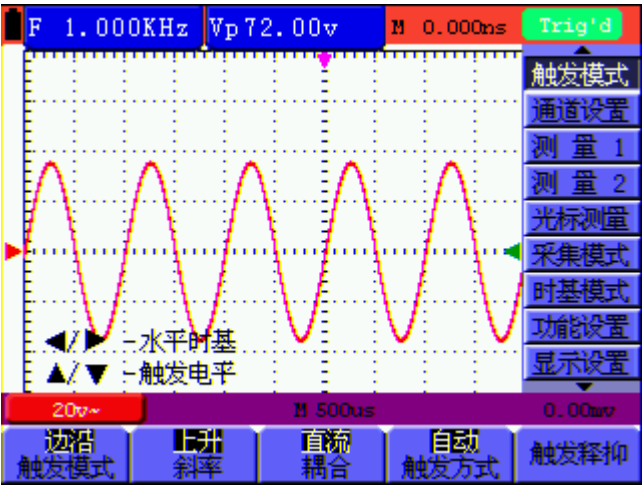 F 1.000KHz Vp72.00v M 0.000ns Trig'd
触发模式
通道设置
测 量 1
测 量 2
光标测量
采集模式
时基模式
功能设置
显示设置
◀/▶ -水平时基
▲/▼ -触发电平
20v~ M 500us 0.00mv
边沿 上升 直流 自动 触发释抑
触发模式 斜率 耦合 触发方式